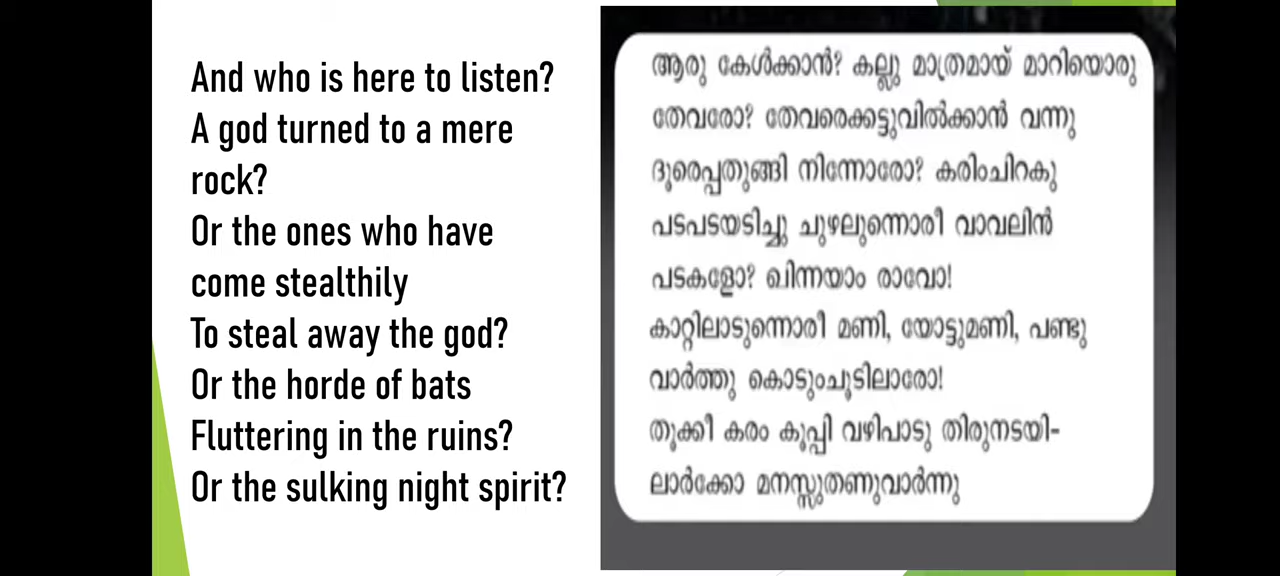 And who is here to listen?
A god turned to a mere
rock?
Or the ones who have
come stealthily
To steal away the god?
Or the horde of bats
Fluttering in the ruins?
Or the sulking night spirit?
ആരു കേൾക്കാൻ? കല്ലു മാത്രമായ് മാറിയൊരു
തേവരോ? തേവരെക്കട്ടുവിൽക്കാൻ വന്നു
ദൂരെപ്പതുങ്ങി നിന്നോരോ? കരിംചിറകു
പടപടയടിച്ചു ചുഴലുന്നൊരീ വാവലിൻ
പടകളോ? ഖിന്നയാം രാവോ!
കാറ്റിലാടുന്നൊരീ മണി, യോട്ടുമണി, പണ്ടു
വാർത്തു കൊടുംചൂടിലാരോ!
തൂക്കീ കരം കൂപ്പി വഴിപാടു തിരുനടയി-
ലാർക്കോ മനസ്സുതണുവാർന്നു